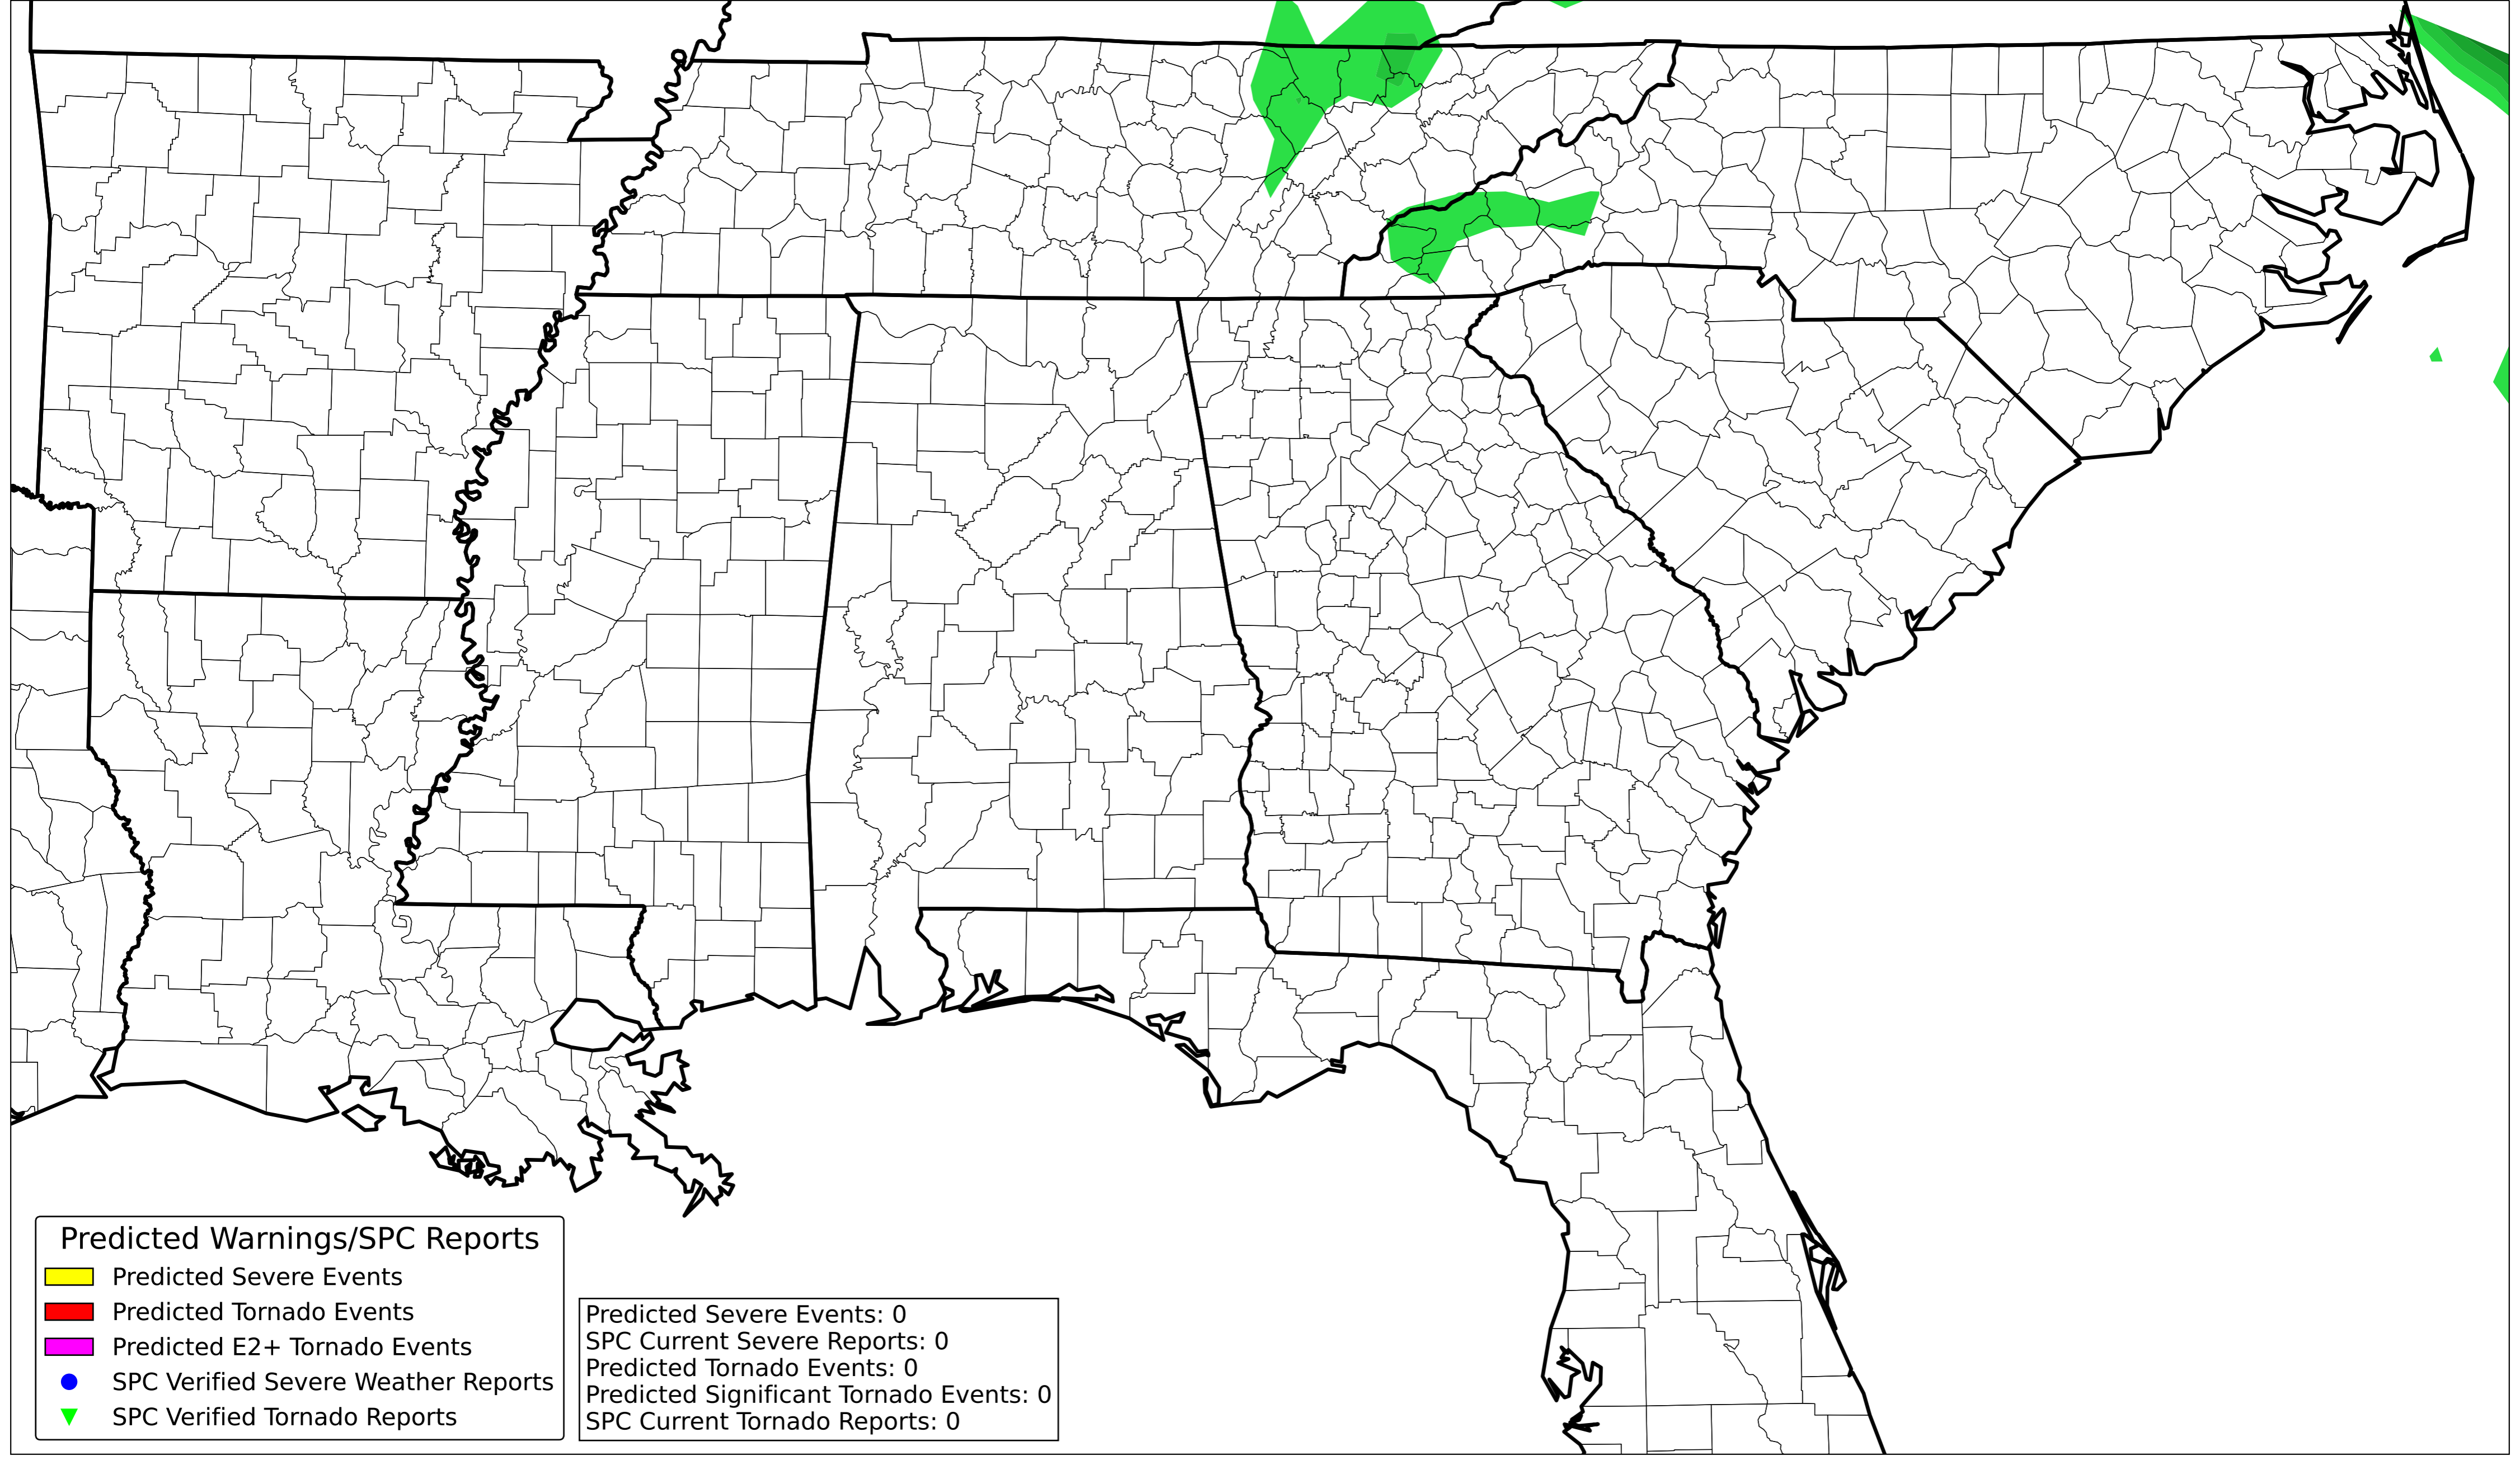 Predicted Warnings/SPC Reports
Predicted Severe Events
Predicted Tornado Events
Predicted E2+ Tornado Events
SPC Verified Severe Weather Reports
SPC Verified Tornado Reports
Predicted Severe Events: 0
SPC Current Severe Reports: 0
Predicted Tornado Events: 0
Predicted Significant Tornado Events: 0
SPC Current Tornado Reports: 0